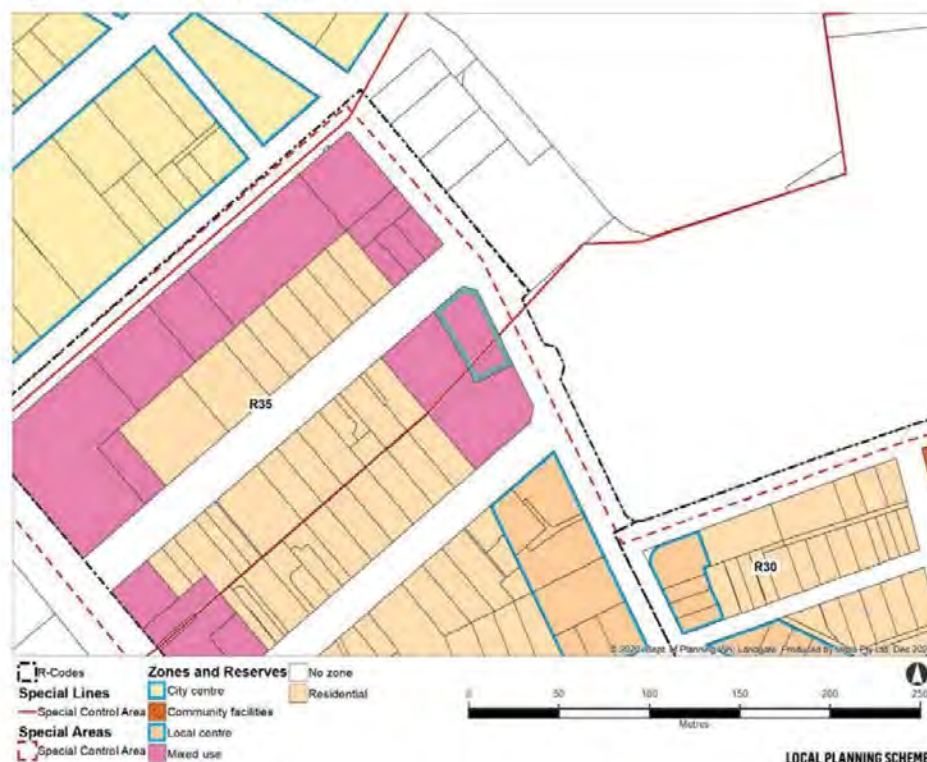 R35
R30
R-Codes
Special Lines
Special Control Area
Special Areas
Special Control Area
Zones and Reserves
City centre
Community facilities
Local centre
Mixed use
No zone
Residential
0 50 100 150 200 250
Metres
LOCAL PLANNING SCHEME